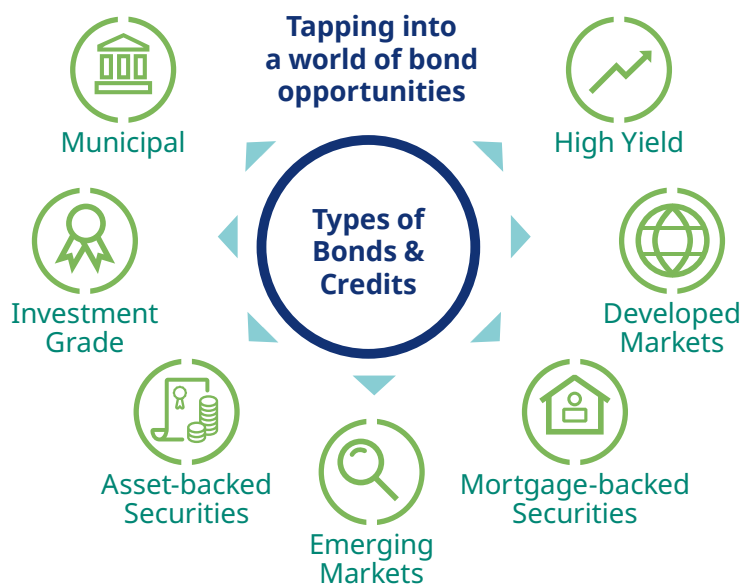 Tapping into
a world of bond
opportunities
Municipal
High Yield
Types of
Bonds &
Credits
Investment
Grade
Developed
Markets
Asset-backed
Securities
Mortgage-backed
Securities
Emerging
Markets